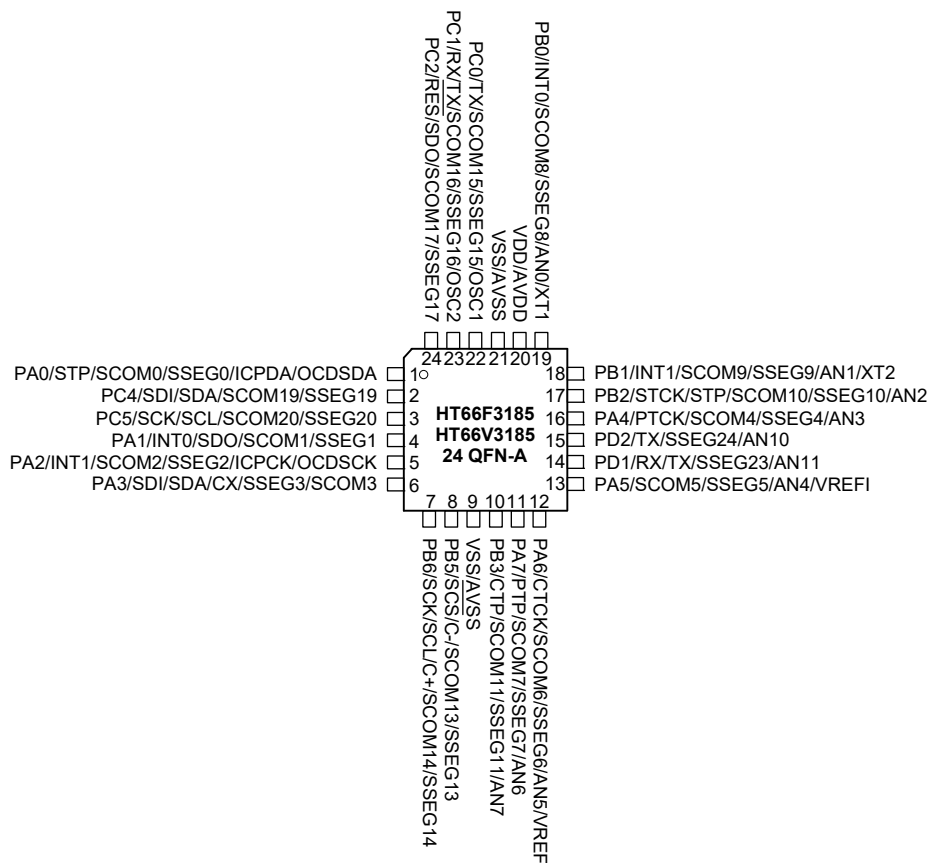 PC2/RES/SDO/SCOM17/SSEG17
PC1/RX/TX/SCOM16/SSEG16/OSC2
PC0/TX/SCOM15/SSEG15/OSC1
VSS/AVSS
VDD/AVDD
PB0/INT0/SCOM8/SSEG8/AN0/XT1
24 23 22 21 20 19
PA0/STP/SCOM0/SSEG0/ICPDA/OCDSDA 1
PC4/SDI/SDA/SCOM19/SSEG19 2
PC5/SCK/SCL/SCOM20/SSEG20 3
PA1/INT0/SDO/SCOM1/SSEG1 4
PA2/INT1/SCOM2/SSEG2/ICPCK/OCDSCK 5
PA3/SDI/SDA/CX/SSEG3/SCOM3 6
HT66F3185
HT66V3185
24 QFN-A
18 PB1/INT1/SCOM9/SSEG9/AN1/XT2
17 PB2/STCK/STP/SCOM10/SSEG10/AN2
16 PA4/PTCK/SCOM4/SSEG4/AN3
15 PD2/TX/SSEG24/AN10
14 PD1/RX/TX/SSEG23/AN11
13 PA5/SCOM5/SSEG5/AN4/VREFI
7 8 9 10 11 12
PB6/SCK/SCL/C+/SCOM14/SSEG14
PB5/SCS/C-/SCOM13/SSEG13
VSS/AVSS
PB3/CTP/SCOM11/SSEG11/AN7
PA7/PTP/SCOM7/SSEG7/AN6
PA6/CTCK/SCOM6/SSEG6/AN5/VREF